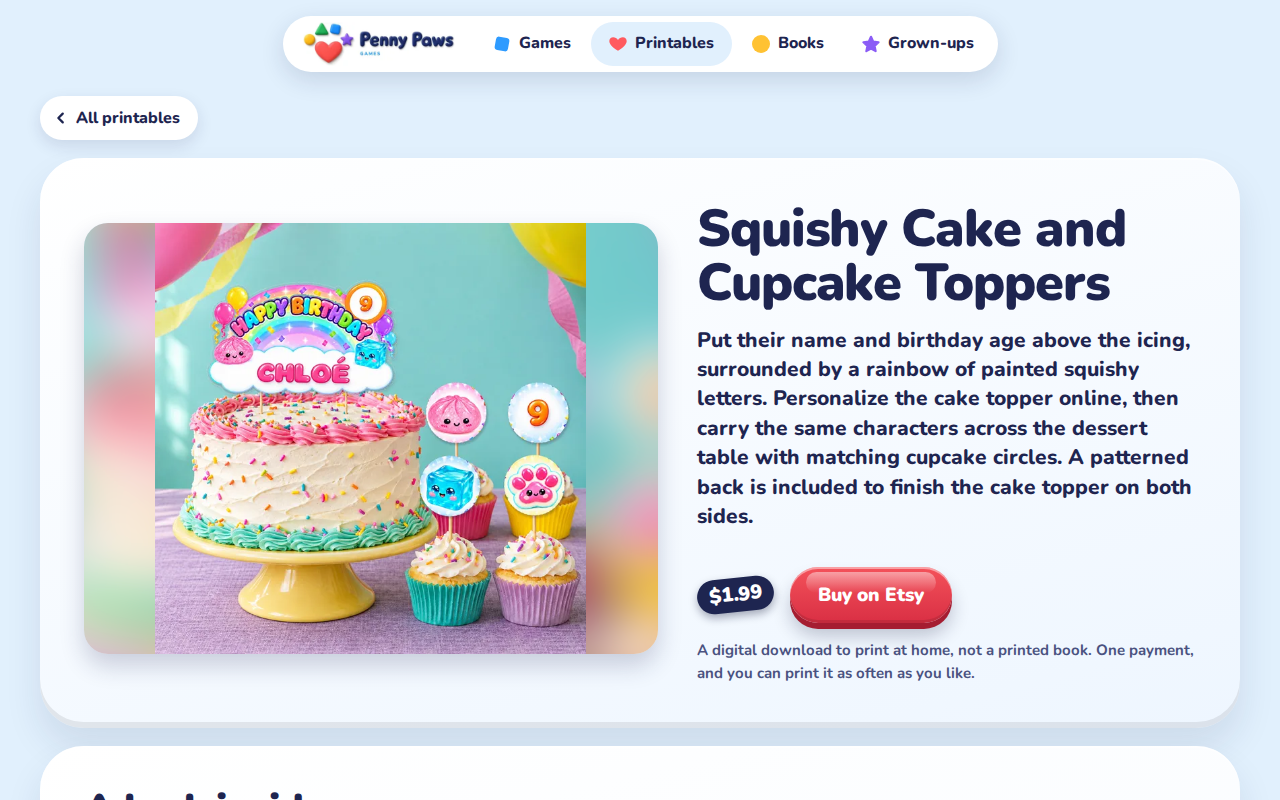 Penny Paws
GAMES
Games
Printables
Books
Grown-ups
All printables
HAPPY BIRTHDAY
9
CHLOÉ
9
Squishy Cake and
Cupcake Toppers
Put their name and birthday age above the icing,
surrounded by a rainbow of painted squishy
letters. Personalize the cake topper online, then
carry the same characters across the dessert
table with matching cupcake circles. A patterned
back is included to finish the cake topper on both
sides.
$1.99
Buy on Etsy
A digital download to print at home, not a printed book. One payment,
and you can print it as often as you like.